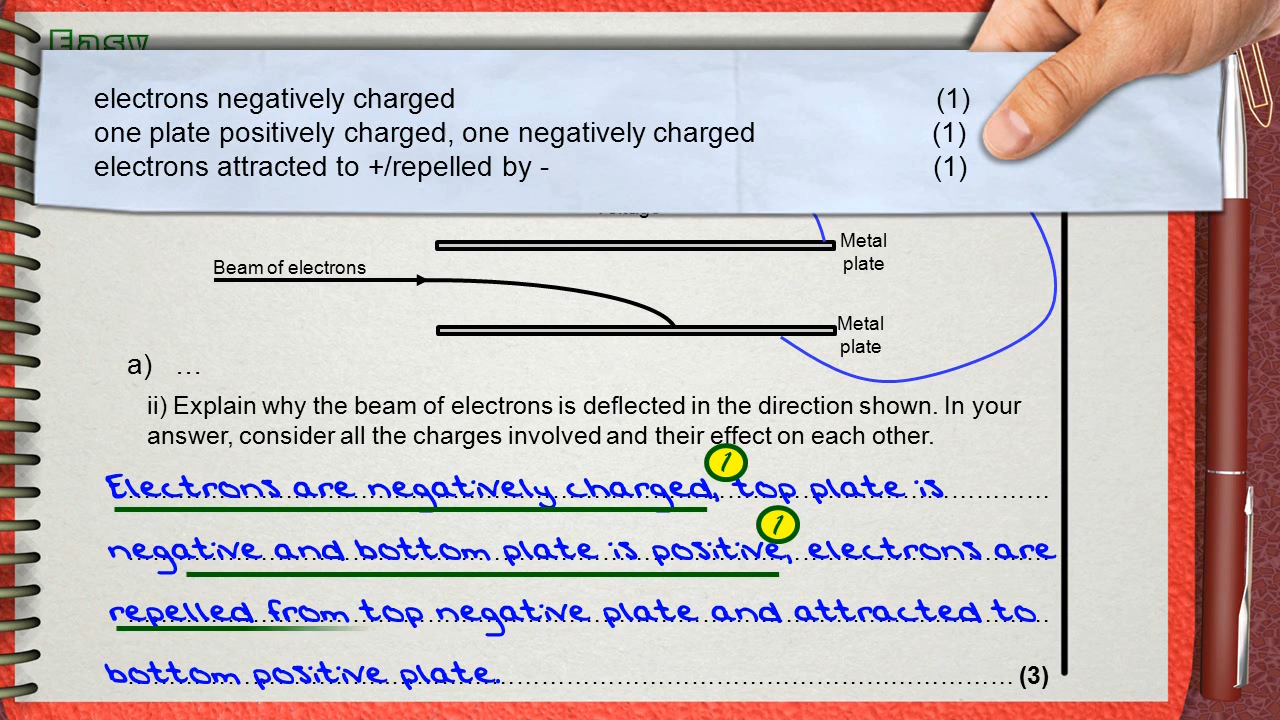 Easy
electrons negatively charged (1)
one plate positively charged, one negatively charged (1)
electrons attracted to +/repelled by - (1)
Metal
plate
Beam of electrons
Metal
plate
a) …
ii) Explain why the beam of electrons is deflected in the direction shown. In your
answer, consider all the charges involved and their effect on each other.
1
Electrons are negatively charged, top plate is
1
negative and bottom plate is positive, electrons are
repelled from top negative plate and attracted to
bottom positive plate. (3)